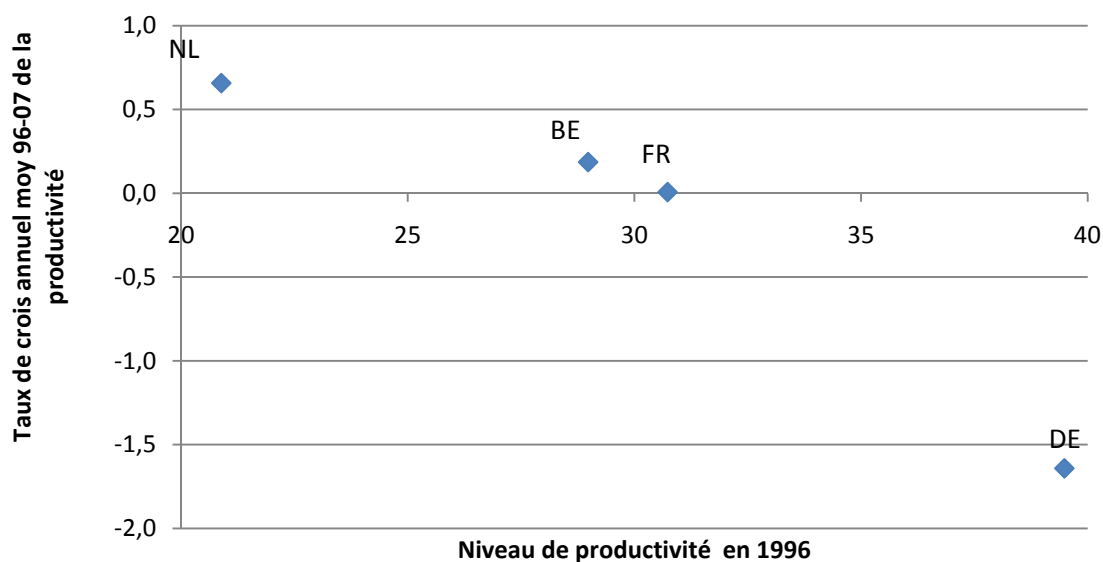 Taux de crois annuel moy 96-07 de la
productivité
1,0
0,5
0,0
-0,5
-1,0
-1,5
-2,0
NL
BE
FR
DE
20
25
30
35
40
Niveau de productivité en 1996